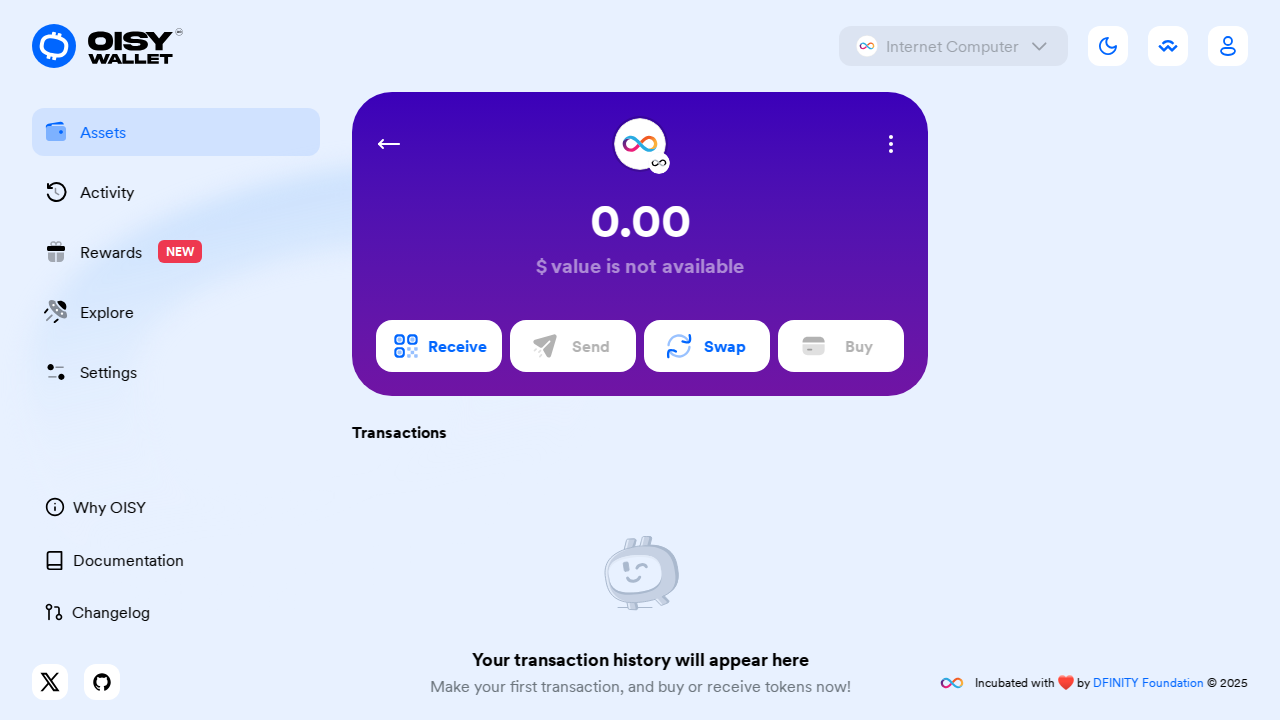 OISY
WALLET
Internet Computer
Assets
Activity
Rewards NEW
Explore
Settings
0.00
$ value is not available
Receive
Send
Swap
Buy
Transactions
Why OISY
Documentation
Changelog
Your transaction history will appear here
Make your first transaction, and buy or receive tokens now!
Incubated with ❤️ by DFINITY Foundation © 2025